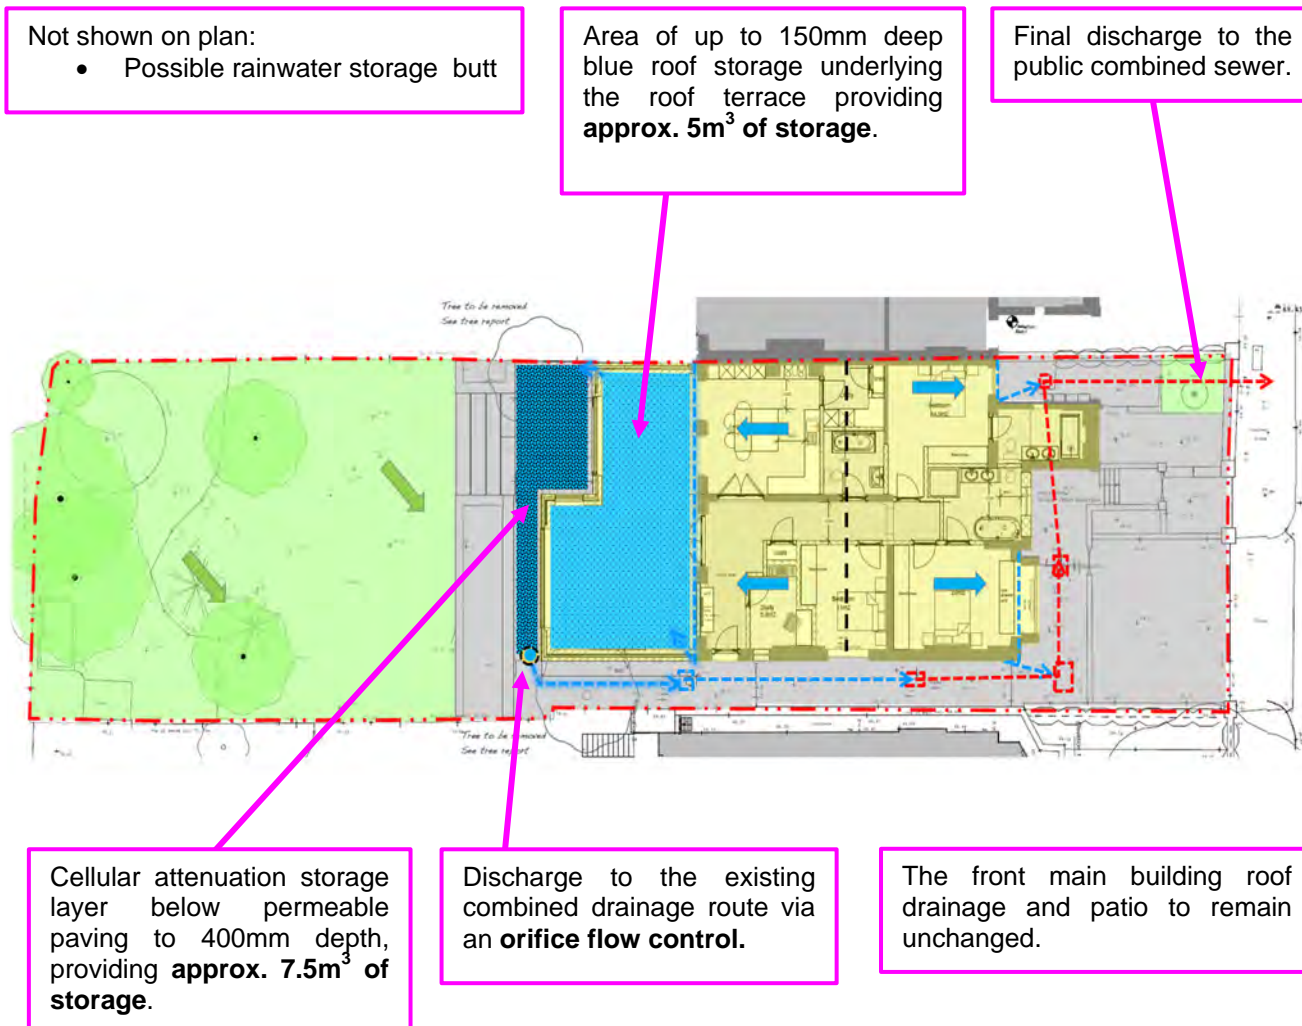 Not shown on plan:
• Possible rainwater storage butt
Area of up to 150mm deep
blue roof storage underlying
the roof terrace providing
approx. 5m³ of storage.
Final discharge to the
public combined sewer.
Tree to be removed
See tree report
Tree to be removed
See tree report
Cellular attenuation storage
layer below permeable
paving to 400mm depth,
providing approx. 7.5m³ of
storage.
Discharge to the existing
combined drainage route via
an orifice flow control.
The front main building roof
drainage and patio to remain
unchanged.